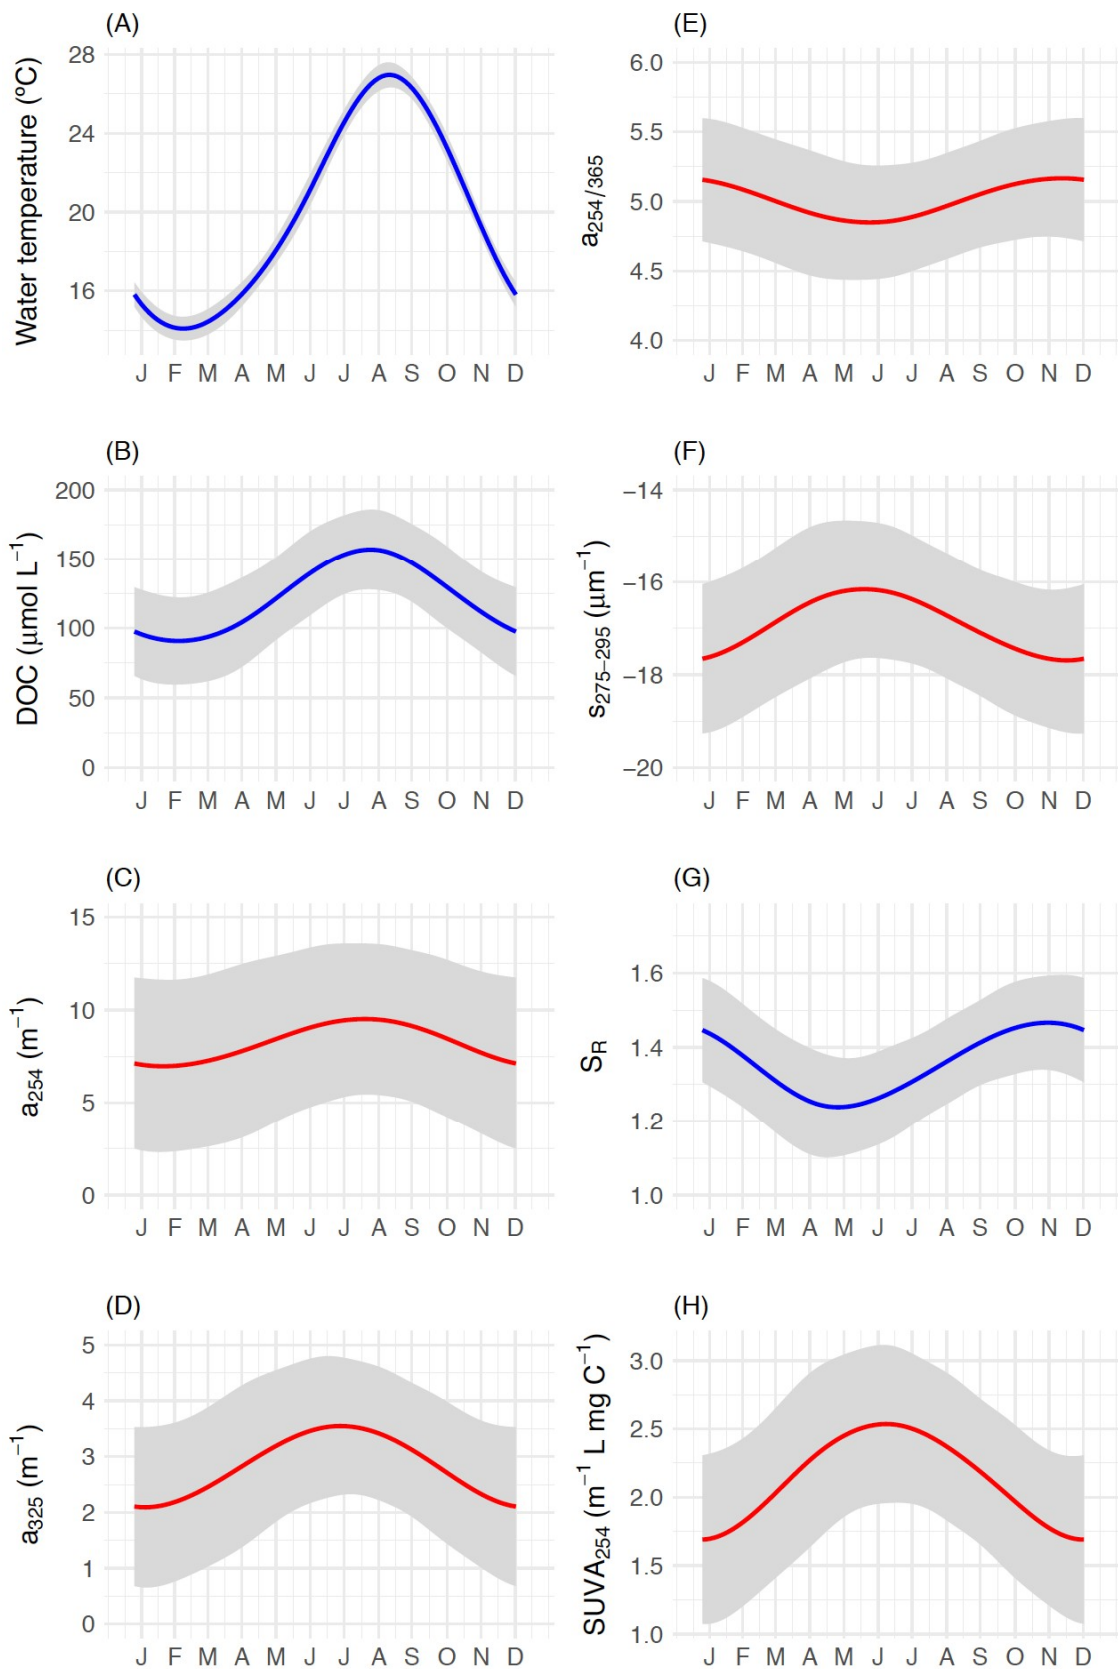 (A)
Water temperature (°C)
28
24
20
16
J F M A M J J A S O N D
(B)
DOC (μmol L⁻¹)
200
150
100
50
0
J F M A M J J A S O N D
(C)
a₂₅₄ (m⁻¹)
15
10
5
0
J F M A M J J A S O N D
(D)
a₃₂₅ (m⁻¹)
5
4
3
2
1
0
J F M A M J J A S O N D
(E)
a₂₅₄/₃₆₅
6.0
5.5
5.0
4.5
4.0
J F M A M J J A S O N D
(F)
s₂₇₅₋₂₉₅ (μm⁻¹)
−14
−16
−18
−20
J F M A M J J A S O N D
(G)
S_R
1.6
1.4
1.2
1.0
J F M A M J J A S O N D
(H)
SUVA₂₅₄ (m⁻¹ L mg C⁻¹)
3.0
2.5
2.0
1.5
1.0
J F M A M J J A S O N D